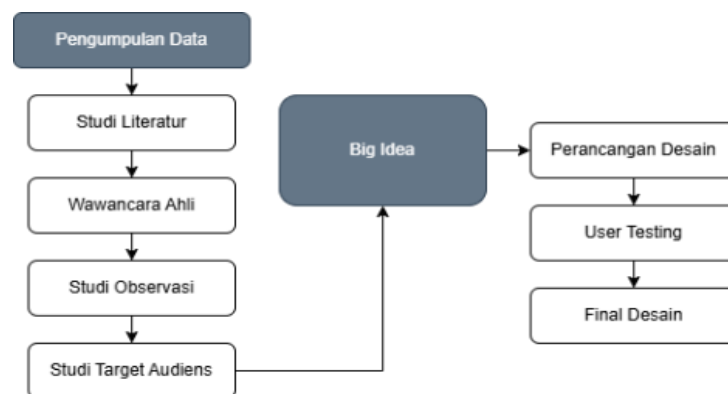 Pengumpulan Data
Studi Literatur
Wawancara Ahli
Studi Observasi
Studi Target Audiens
Big Idea
Perancangan Desain
User Testing
Final Desain